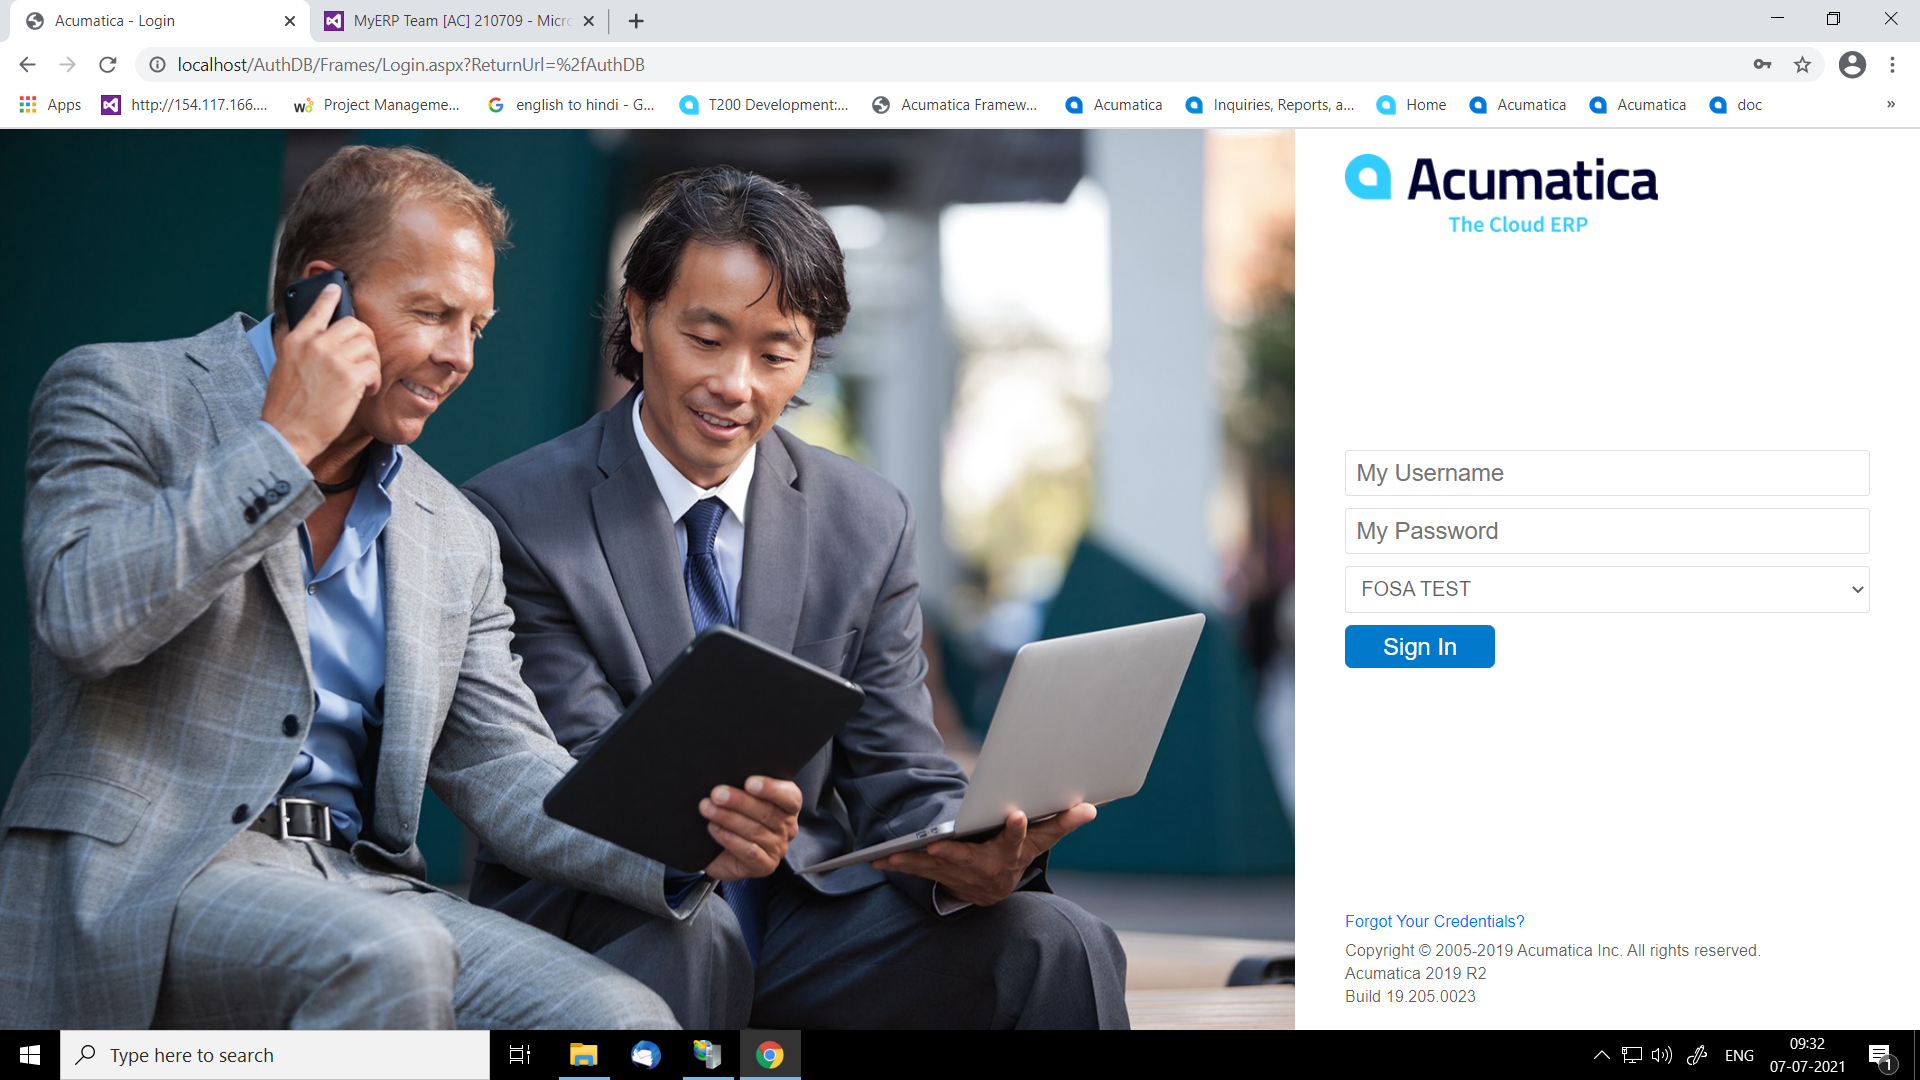 Acumatica - Login
MyERP Team [AC] 210709 - Micro
localhost/AuthDB/Frames/Login.aspx?ReturnUrl=%2fAuthDB
Apps
http://154.117.166....
Project Manageme...
english to hindi - G...
T200 Development:...
Acumatica Framew...
Acumatica
Inquiries, Reports, a...
Home
Acumatica
Acumatica
doc
»
Acumatica
The Cloud ERP
My Username
My Password
FOSA TEST
Sign In
Forgot Your Credentials?
Copyright © 2005-2019 Acumatica Inc. All rights reserved.
Acumatica 2019 R2
Build 19.205.0023
Type here to search
ENG
09:32
07-07-2021
1